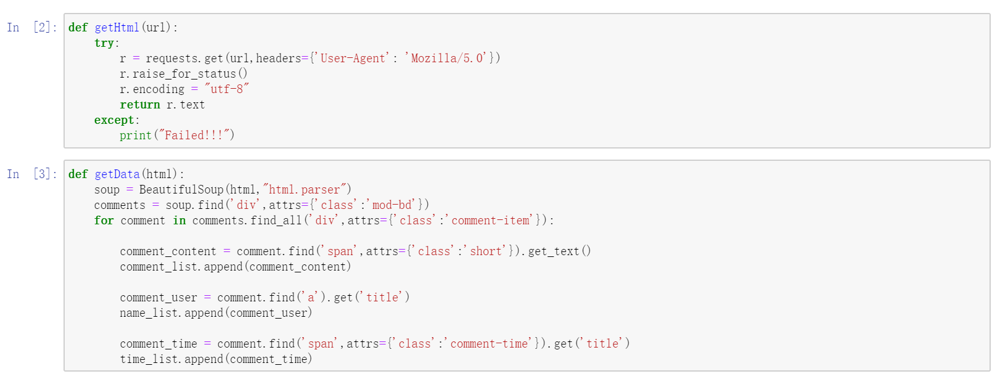 In [2]: def getHtml(url):
    try:
        r = requests.get(url,headers={'User-Agent': 'Mozilla/5.0'})
        r.raise_for_status()
        r.encoding = "utf-8"
        return r.text
    except:
        print("Failed!!!")
In [3]: def getData(html):
    soup = BeautifulSoup(html,"html.parser")
    comments = soup.find('div',attrs={'class':'mod-bd'})
    for comment in comments.find_all('div',attrs={'class':'comment-item'}):
        comment_content = comment.find('span',attrs={'class':'short'}).get_text()
        comment_list.append(comment_content)
        comment_user = comment.find('a').get('title')
        name_list.append(comment_user)
        comment_time = comment.find('span',attrs={'class':'comment-time'}).get('title')
        time_list.append(comment_time)